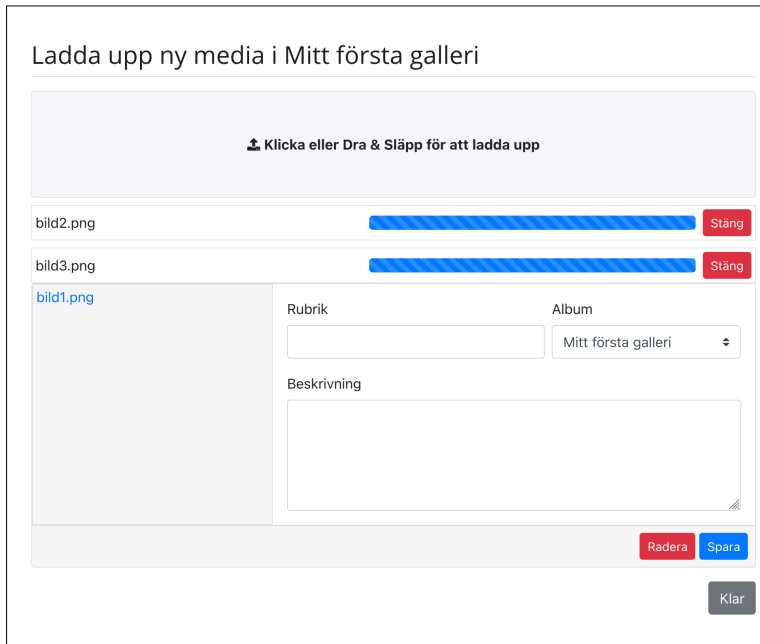 Ladda upp ny media i Mitt första galleri
Klicka eller Dra & Släpp för att ladda upp
bild2.png
Stäng
bild3.png
Stäng
bild1.png
Rubrik
Album
Mitt första galleri
Beskrivning
Radera
Spara
Klar